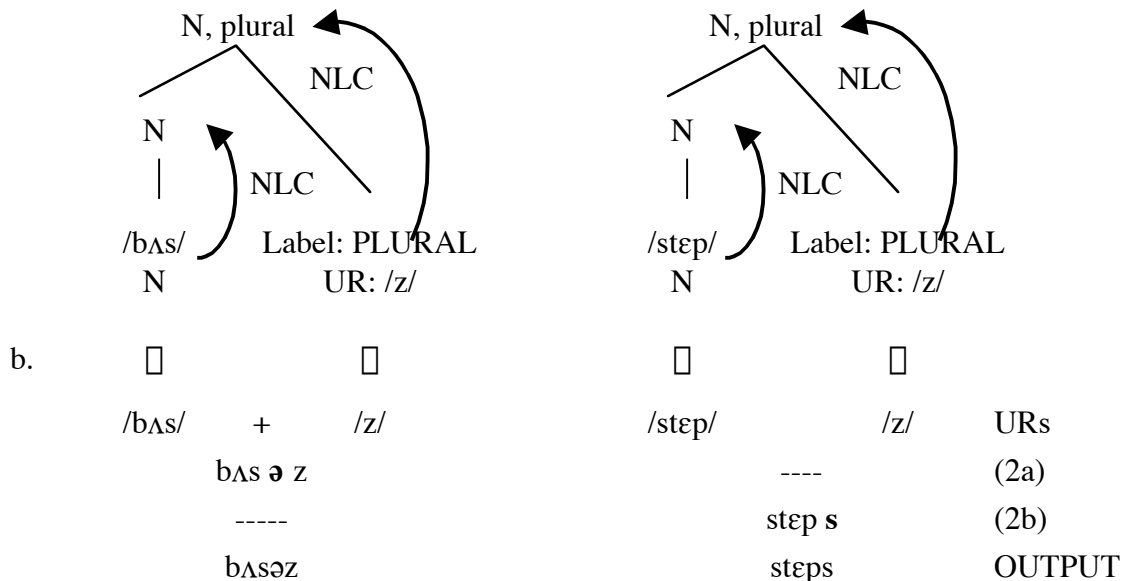 N, plural N, plural
NLC NLC
N N
NLC NLC
/bʌs/ Label: PLURAL /stɛp/ Label: PLURAL
N UR: /z/ N UR: /z/
b. ▯ ▯ ▯ ▯
/bʌs/ + /z/ /stɛp/ /z/ URs
bʌs ə z ---- (2a)
----- stɛp s (2b)
bʌsəz stɛps OUTPUT